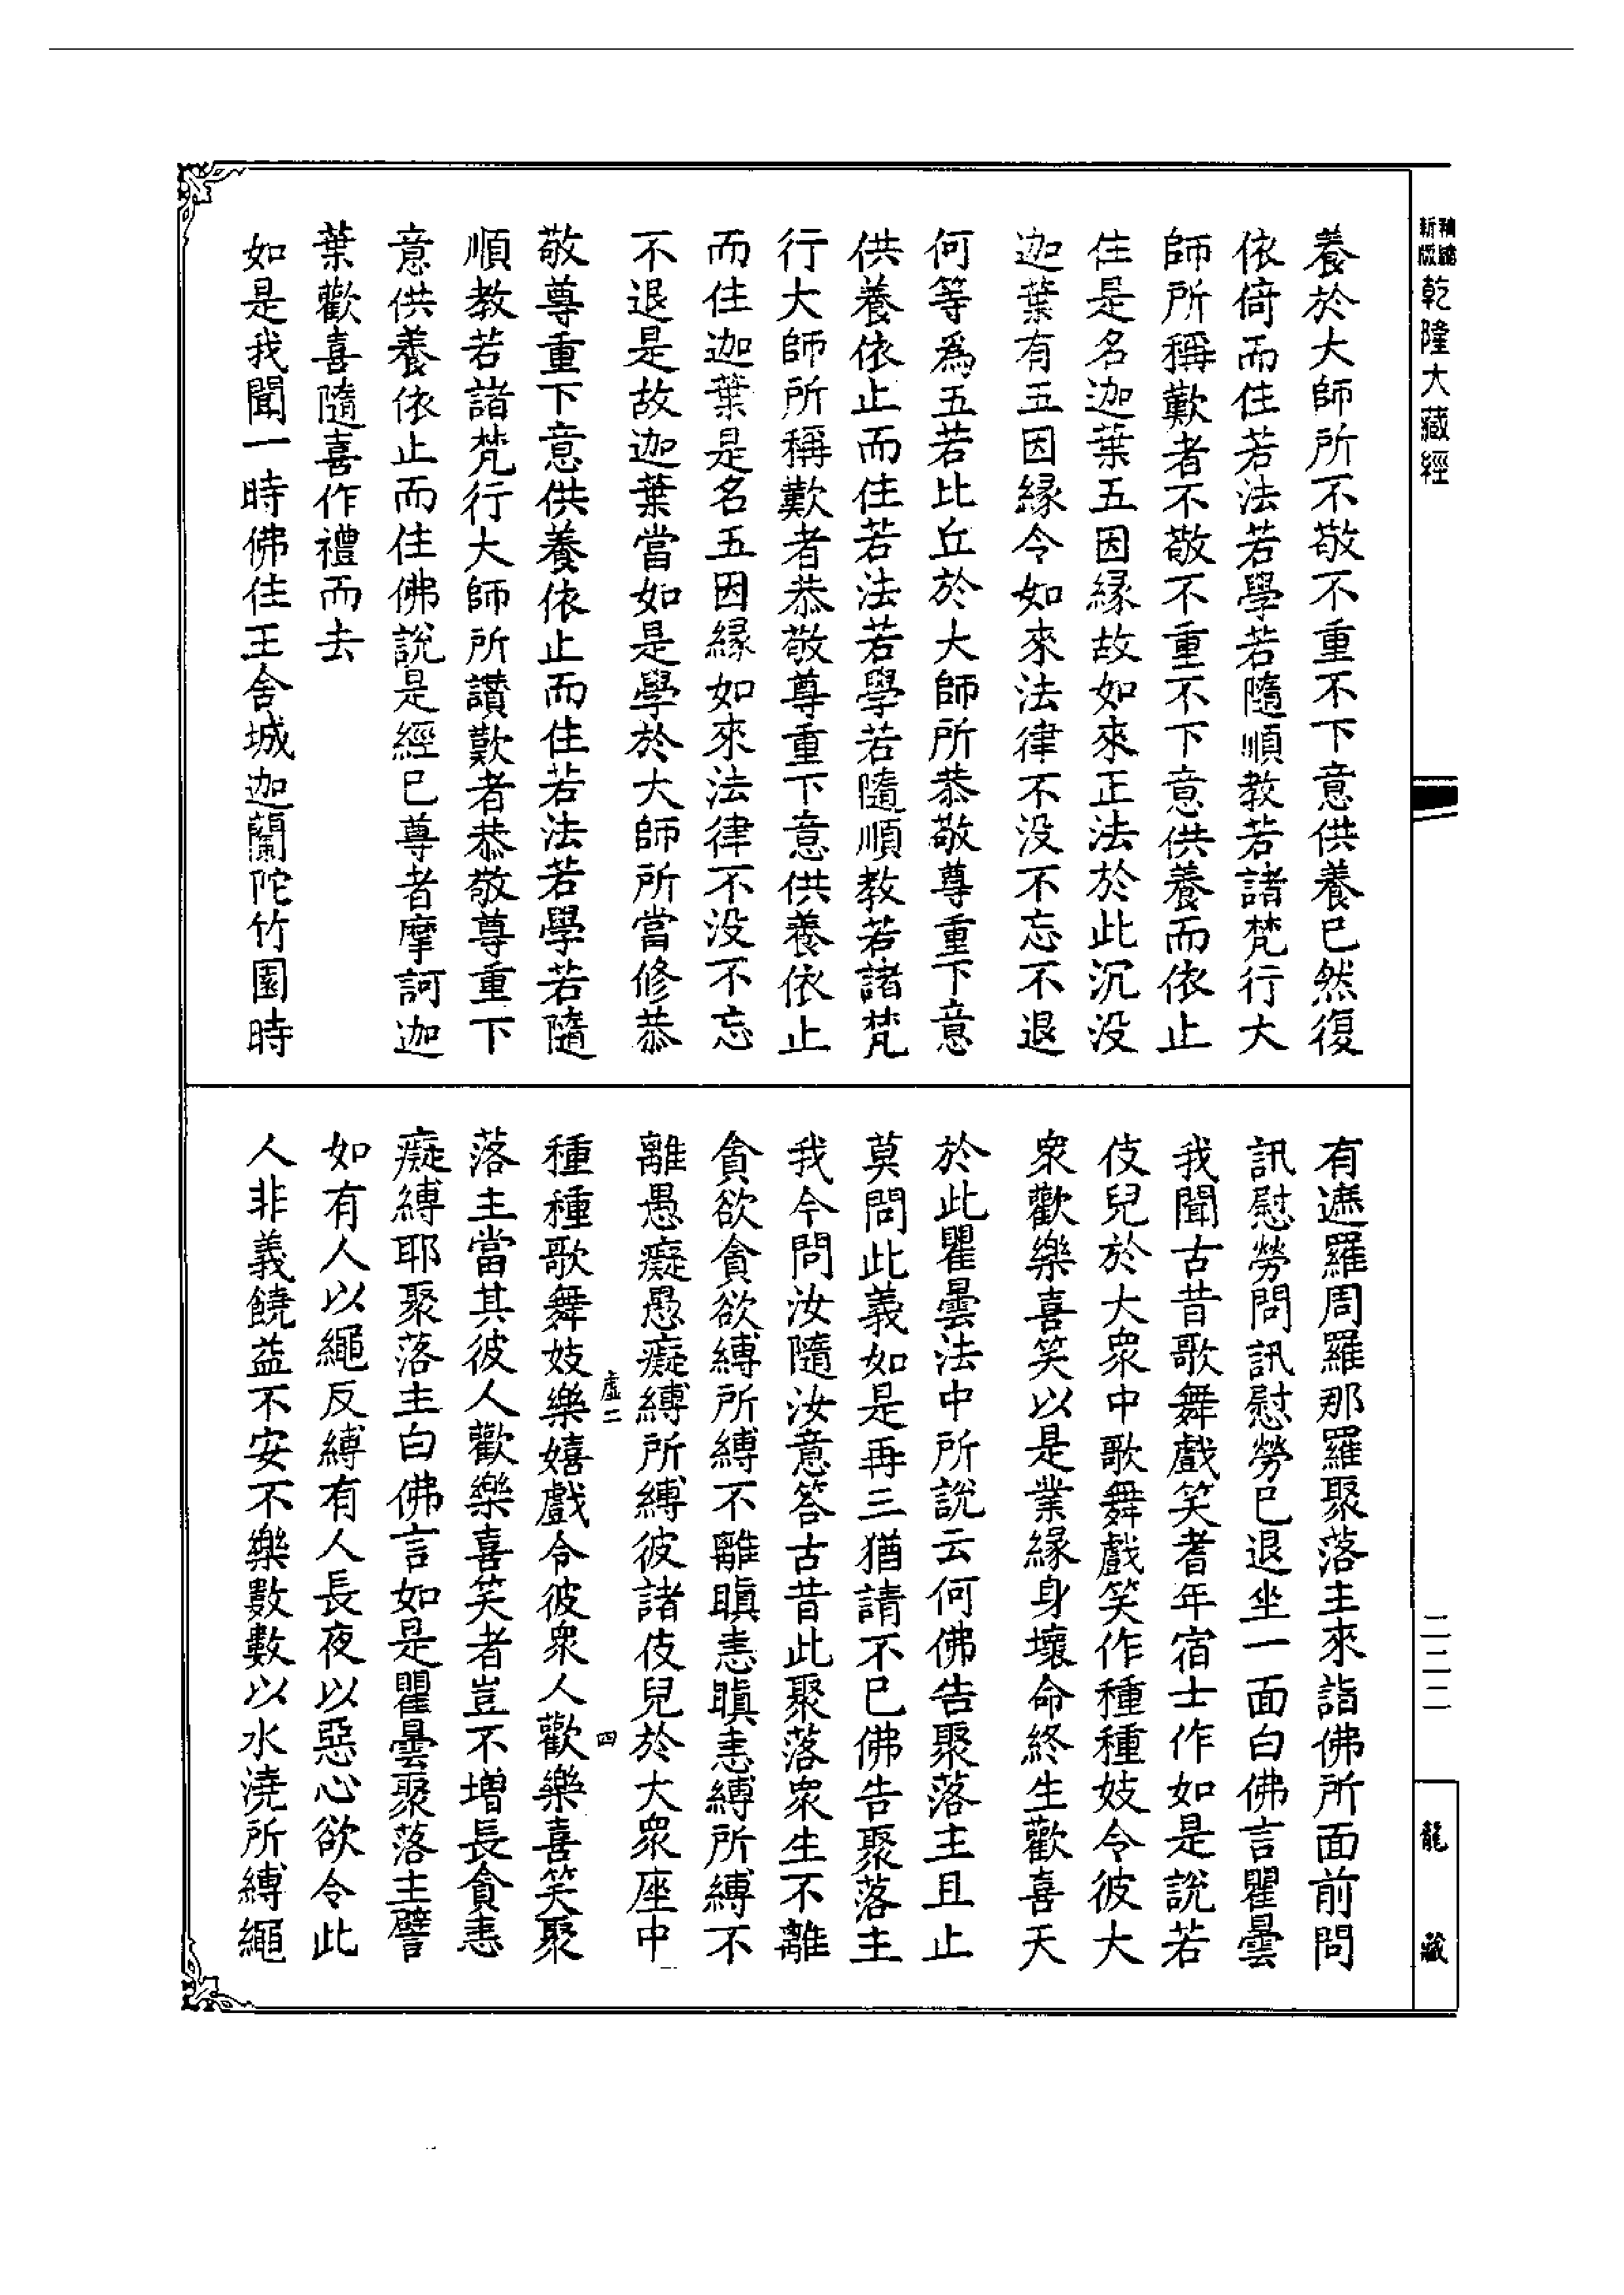 新版
精縮
乾隆大藏經
養於大師所不敬不重不下意供養已然復
依倚而住若法若學若隨順教若諸梵行大
師所稱歎者不敬不重不下意供養而依止
住是名迦葉五因緣故如來正法於此沉没
迦葉有五因緣令如來法律不没不忘不退
何等為五若比丘於大師所恭敬尊重下意
供養依止而住若法若學若隨順教若諸梵
行大師所稱歎者恭敬尊重下意供養依止
而住迦葉是名五因緣如來法律不没不忘
不退是故迦葉當如是學於大師所當修恭
敬尊重下意供養依止而住若法若學若隨
順教若諸梵行大師所讚歎者恭敬尊重下
意供養依止而住佛說是經已尊者摩訶迦
葉歡喜隨喜作禮而去
如是我聞一時佛住王舍城迦蘭陀竹園時
有遮羅周羅那羅聚落主來詣佛所面前問
訊慰勞問訊慰勞已退坐一面白佛言瞿曇
我聞古昔歌舞戲笑耆年宿士作如是說若
伎兒於大衆中歌舞戲笑作種種妓令彼大
衆歡樂喜笑以是業緣身壞命終生歡喜天
於此瞿曇法中所說云何佛告聚落主且止
莫問此義如是再三猶請不已佛告聚落主
我今問汝隨汝意答古昔此聚落衆生不離
貪欲貪欲縛所縛不離瞋恚瞋恚縛所縛不
離愚癡愚癡縛所縛彼諸伎兒於大衆座中
虛二
四
種種歌舞妓樂嬉戲令彼衆人歡樂喜笑聚
落主當其彼人歡樂喜笑者豈不增長貪恚
癡縛耶聚落主白佛言如是瞿曇聚落主譬
如有人以繩反縛有人長夜以惡心欲令此
人非義饒益不安不樂數數以水澆所縛繩
二三二
龍藏